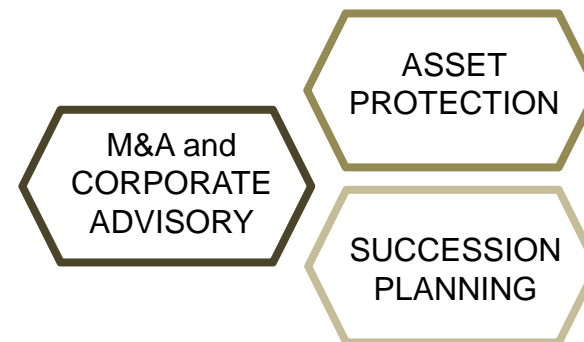 M&A and
CORPORATE
ADVISORY
ASSET
PROTECTION
SUCCESSION
PLANNING